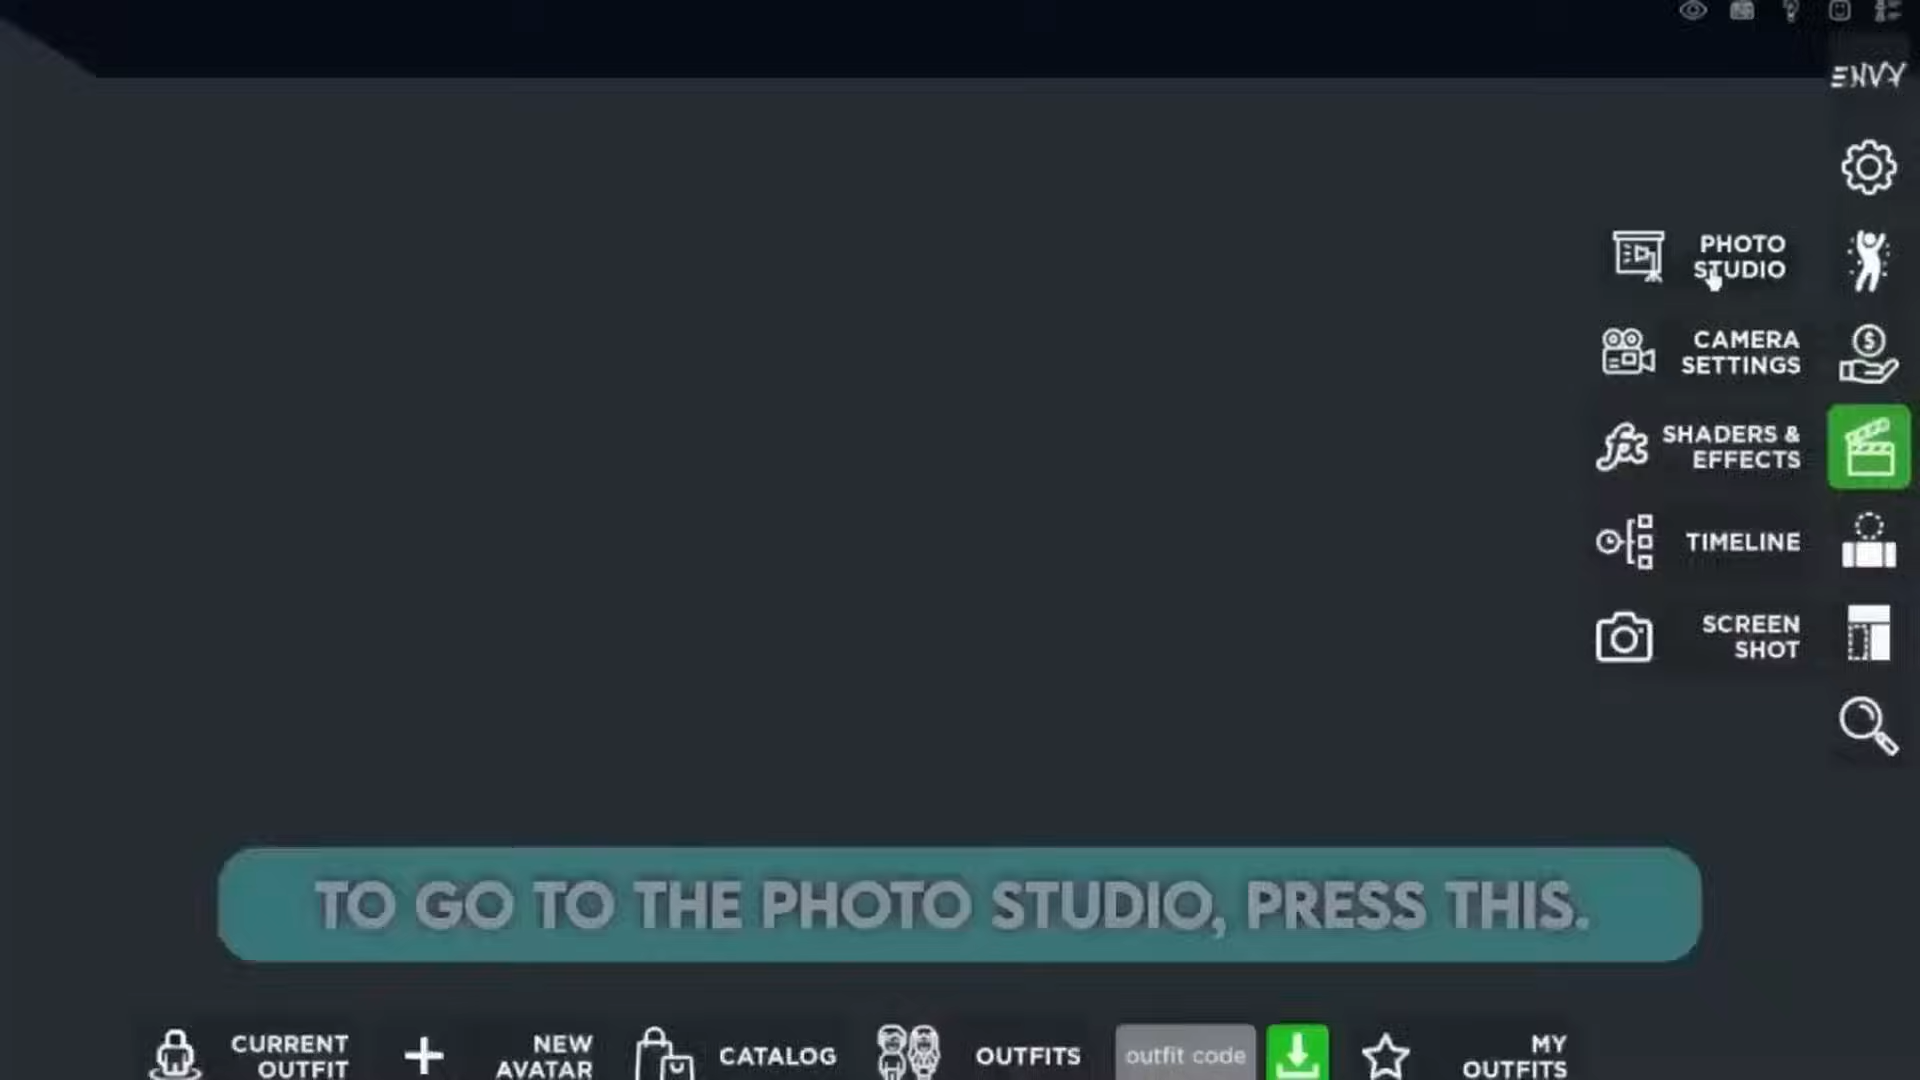 ENVY
PHOTO
STUDIO
CAMERA
SETTINGS
fx
SHADERS &
EFFECTS
TIMELINE
SCREEN
SHOT
TO GO TO THE PHOTO STUDIO, PRESS THIS.
CURRENT
OUTFIT
NEW
AVATAR
CATALOG
OUTFITS
outfit code
MY
OUTFITS